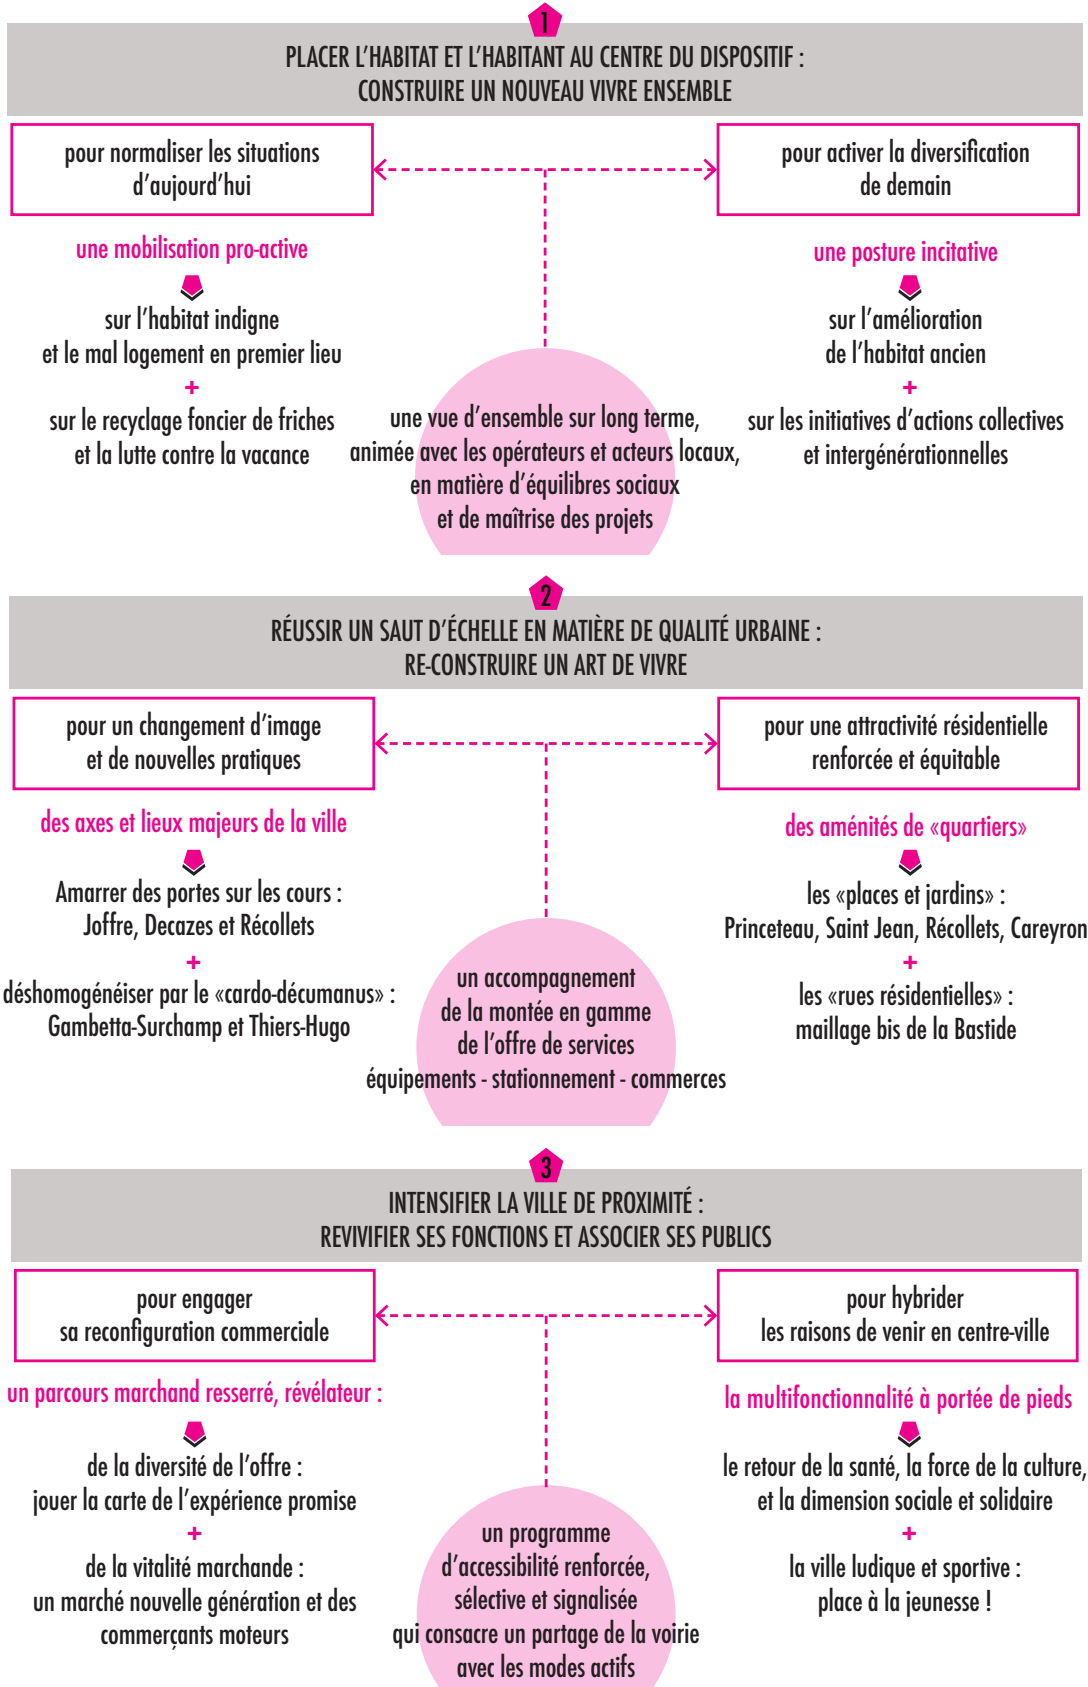 1
PLACER L’HABITAT ET L’HABITANT AU CENTRE DU DISPOSITIF :
CONSTRUIRE UN NOUVEAU VIVRE ENSEMBLE
pour normaliser les situations
d’aujourd’hui
une mobilisation pro-active
sur l’habitat indigne
et le mal logement en premier lieu
+
sur le recyclage foncier de friches
et la lutte contre la vacance
une vue d’ensemble sur long terme,
animée avec les opérateurs et acteurs locaux,
en matière d’équilibres sociaux
et de maîtrise des projets
pour activer la diversification
de demain
une posture incitative
sur l’amélioration
de l’habitat ancien
+
sur les initiatives d’actions collectives
et intergénérationnelles
2
RÉUSSIR UN SAUT D’ÉCHELLE EN MATIÈRE DE QUALITÉ URBAINE :
RE-CONSTRUIRE UN ART DE VIVRE
pour un changement d’image
et de nouvelles pratiques
des axes et lieux majeurs de la ville
Amarrer des portes sur les cours :
Joffre, Decazes et Récollets
+
déshomogénéiser par le «cardo-décumanus» :
Gambetta-Surchamp et Thiers-Hugo
un accompagnement
de la montée en gamme
de l’offre de services
équipements - stationnement - commerces
pour une attractivité résidentielle
renforcée et équitable
des aménités de «quartiers»
les «places et jardins» :
Princeteau, Saint Jean, Récollets, Careyron
+
les «rues résidentielles» :
maillage bis de la Bastide
3
INTENSIFIER LA VILLE DE PROXIMITÉ :
REVIVIFIER SES FONCTIONS ET ASSOCIER SES PUBLICS
pour engager
sa reconfiguration commerciale
un parcours marchand resserré, révélateur :
de la diversité de l’offre :
jouer la carte de l’expérience promise
+
de la vitalité marchande :
un marché nouvelle génération et des
commerçants moteurs
un programme
d’accessibilité renforcée,
sélective et signalisée
qui consacre un partage de la voirie
avec les modes actifs
pour hybrider
les raisons de venir en centre-ville
la multifonctionnalité à portée de pieds
le retour de la santé, la force de la culture,
et la dimension sociale et solidaire
+
la ville ludique et sportive :
place à la jeunesse !